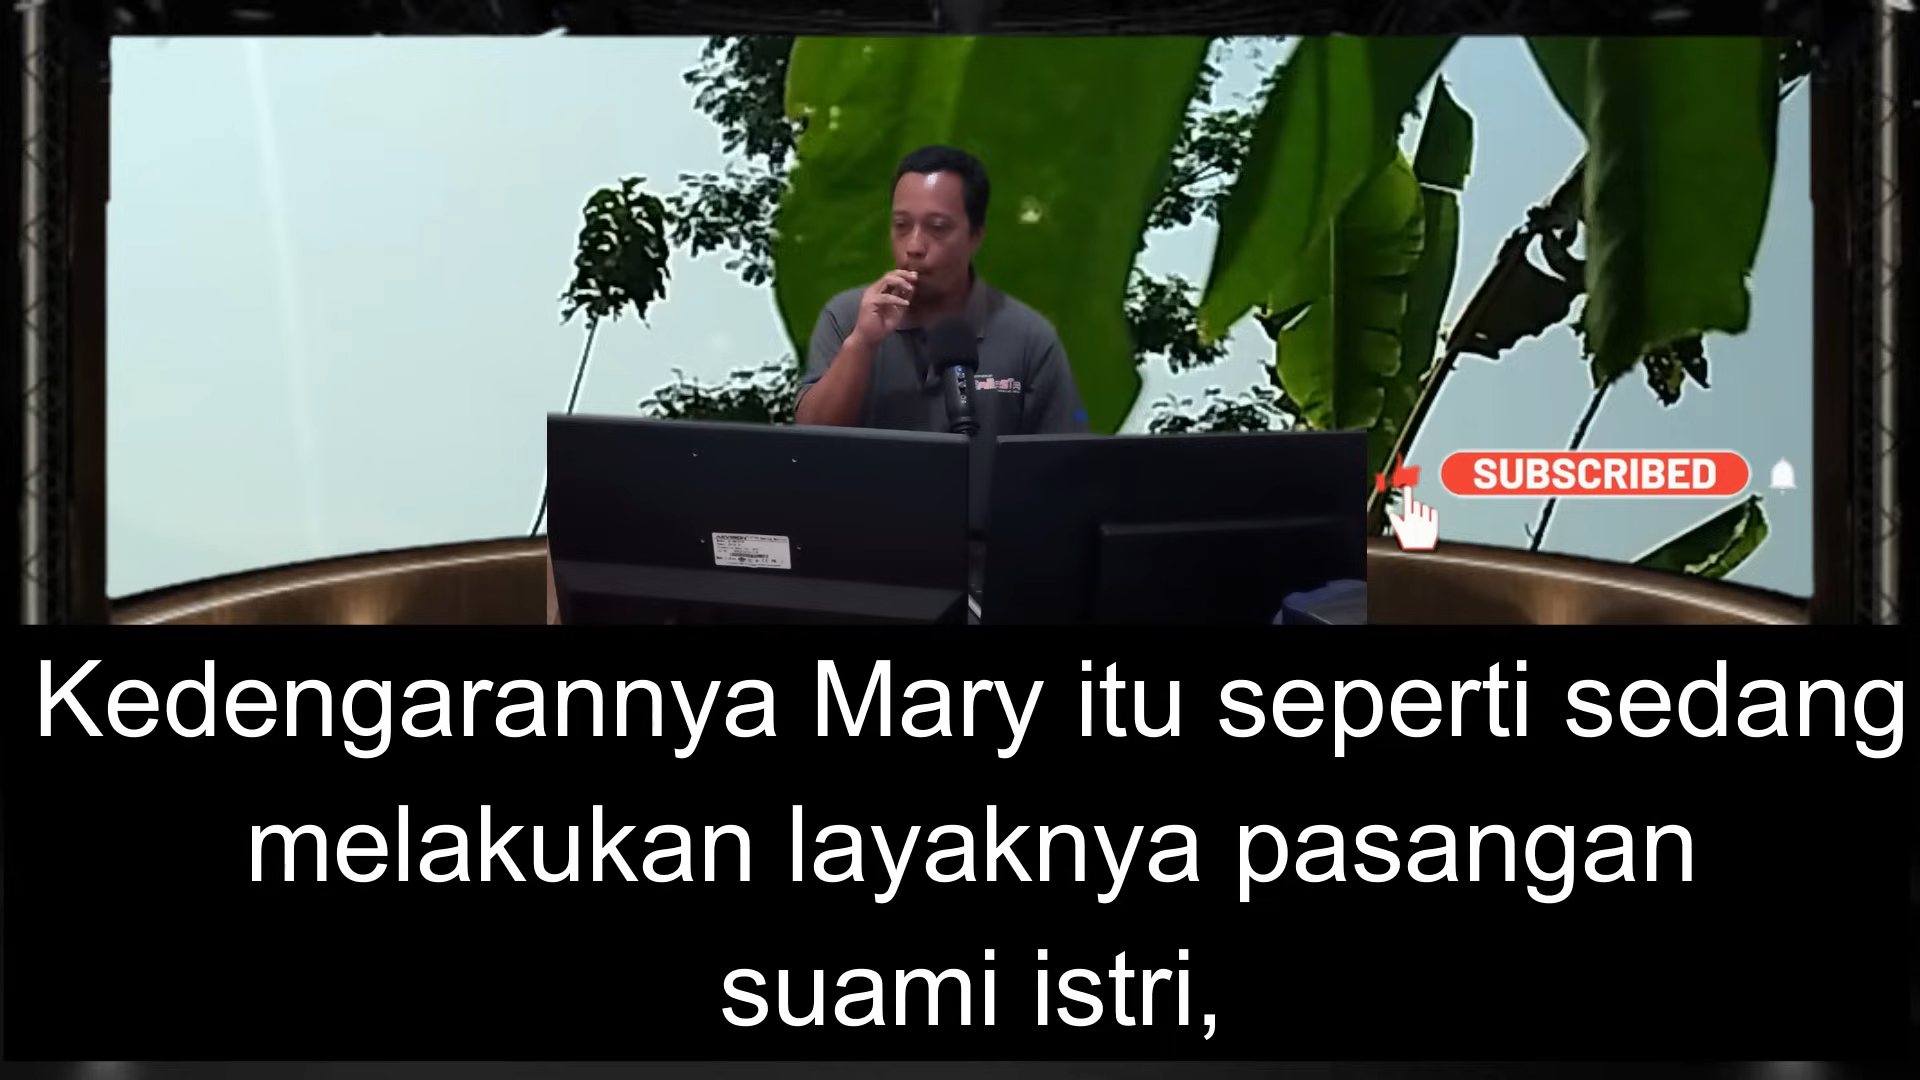 SUBSCRIBED
Kedengarannya Mary itu seperti sedang
melakukan layaknya pasangan
suami istri,